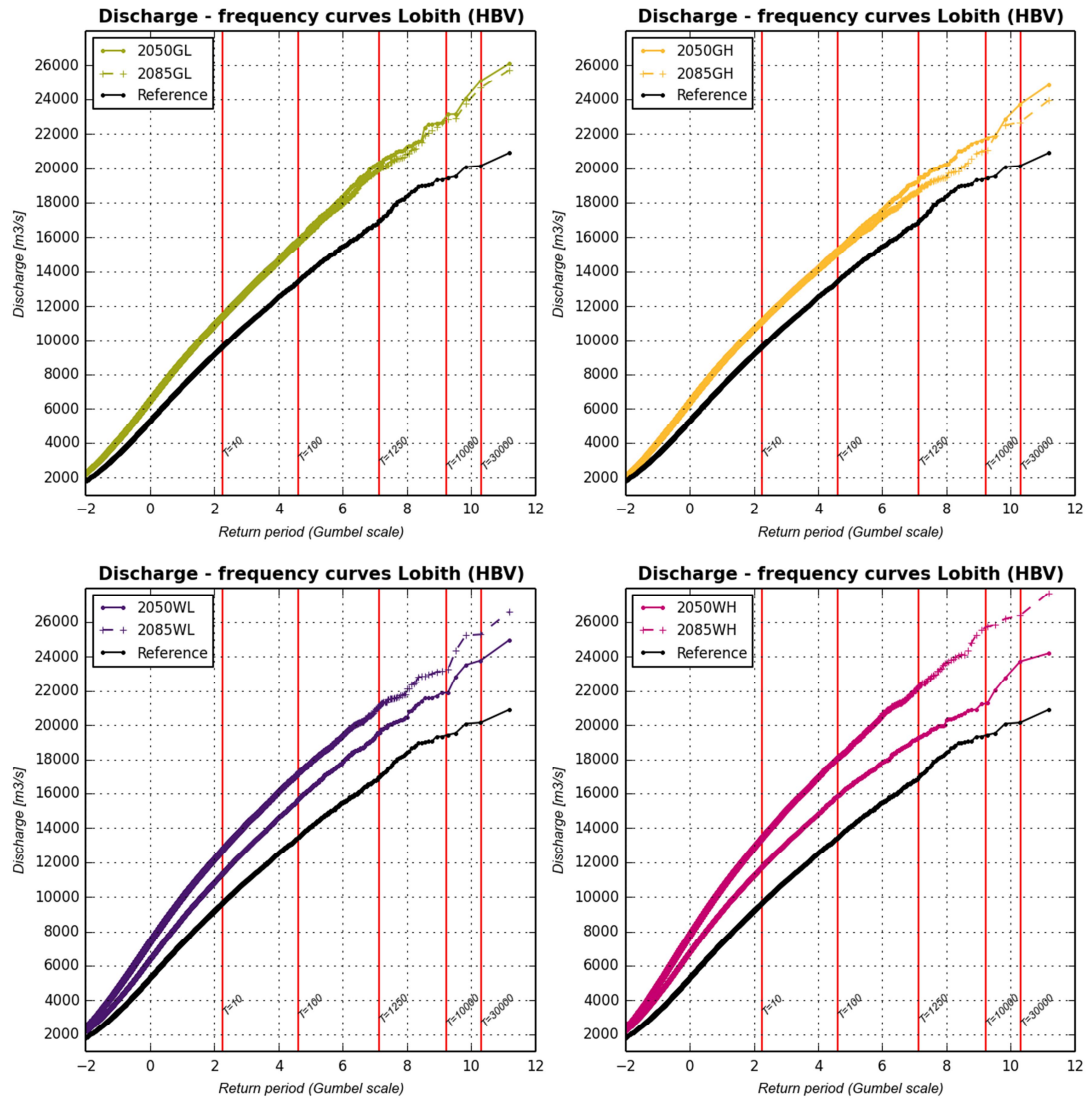 Discharge - frequency curves Lobith (HBV)
2050GL
2085GL
Reference
26000
24000
22000
20000
18000
16000
14000
12000
10000
8000
6000
4000
2000
Discharge [m3/s]
T=10
T=100
T=1250
T=10000
T=30000
−2 0 2 4 6 8 10 12
Return period (Gumbel scale)
Discharge - frequency curves Lobith (HBV)
2050GH
2085GH
Reference
26000
24000
22000
20000
18000
16000
14000
12000
10000
8000
6000
4000
2000
Discharge [m3/s]
T=10
T=100
T=1250
T=10000
T=30000
−2 0 2 4 6 8 10 12
Return period (Gumbel scale)
Discharge - frequency curves Lobith (HBV)
2050WL
2085WL
Reference
26000
24000
22000
20000
18000
16000
14000
12000
10000
8000
6000
4000
2000
Discharge [m3/s]
T=10
T=100
T=1250
T=10000
T=30000
−2 0 2 4 6 8 10 12
Return period (Gumbel scale)
Discharge - frequency curves Lobith (HBV)
2050WH
2085WH
Reference
26000
24000
22000
20000
18000
16000
14000
12000
10000
8000
6000
4000
2000
Discharge [m3/s]
T=10
T=100
T=1250
T=10000
T=30000
−2 0 2 4 6 8 10 12
Return period (Gumbel scale)